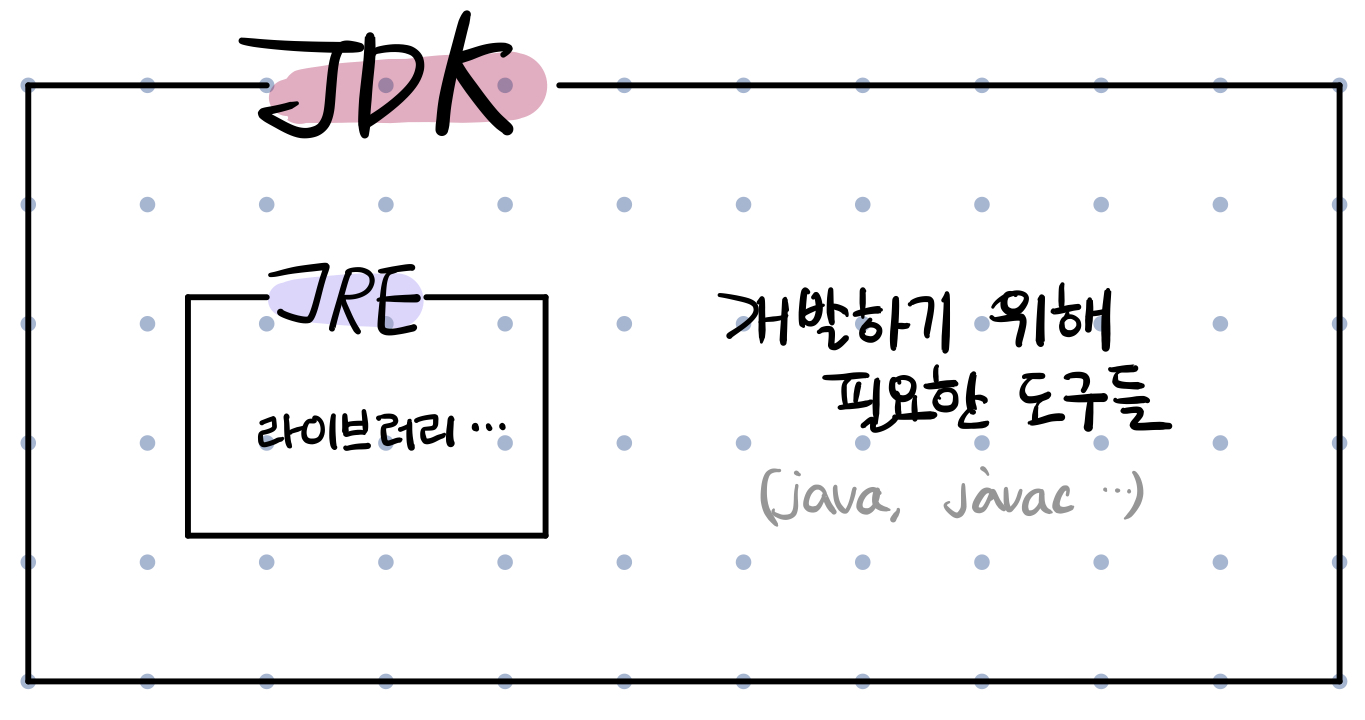 JDK
JRE
라이브러리 ...
개발하기 위해
필요한 도구들
(java, javac ...)